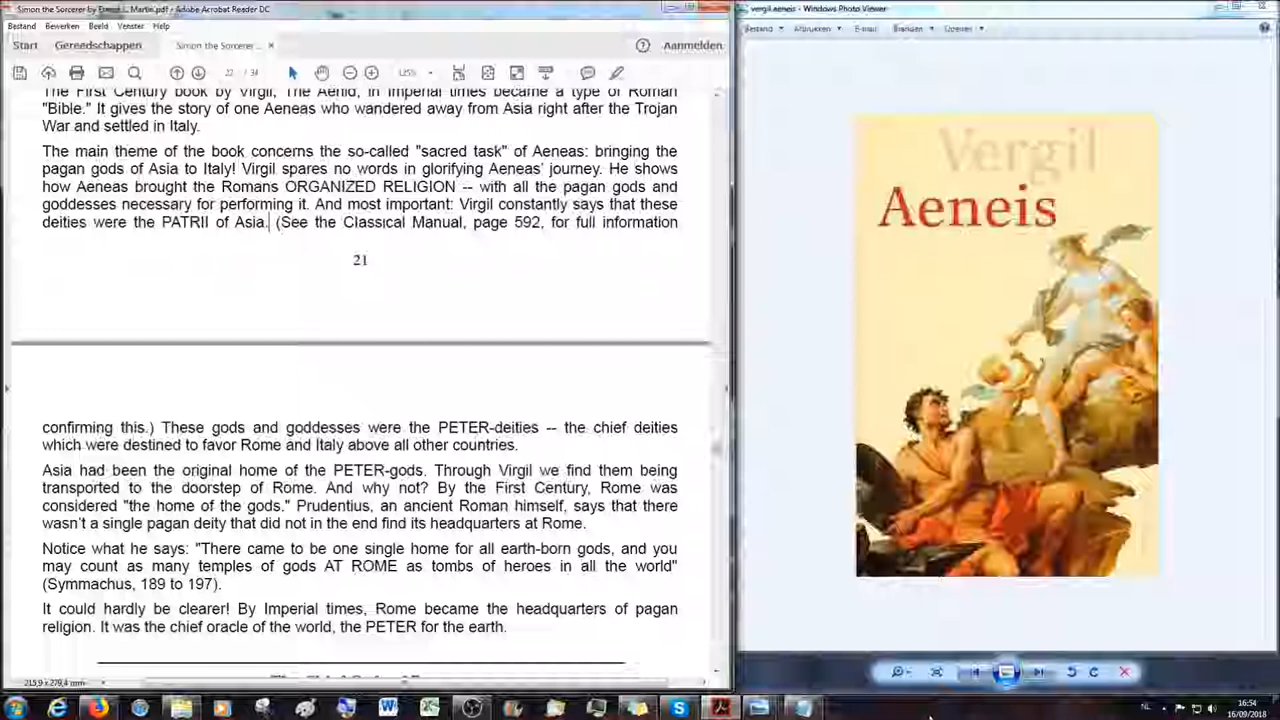 Simon the Sorcerer by Ernest L. Martin.pdf - Adobe Acrobat Reader DC
Bestand Bewerken Beeld Venster Help
Start Gereedschappen Simon the Sorcerer ... × Aanmelden
22 / 34 125%
The First Century book by Virgil, The Aenid, in Imperial times became a type of Roman
"Bible." It gives the story of one Aeneas who wandered away from Asia right after the Trojan
War and settled in Italy.
The main theme of the book concerns the so-called "sacred task" of Aeneas: bringing the
pagan gods of Asia to Italy! Virgil spares no words in glorifying Aeneas' journey. He shows
how Aeneas brought the Romans ORGANIZED RELIGION -- with all the pagan gods and
goddesses necessary for performing it. And most important: Virgil constantly says that these
deities were the PATRII of Asia. (See the Classical Manual, page 592, for full information
21
confirming this.) These gods and goddesses were the PETER-deities -- the chief deities
which were destined to favor Rome and Italy above all other countries.
Asia had been the original home of the PETER-gods. Through Virgil we find them being
transported to the doorstep of Rome. And why not? By the First Century, Rome was
considered "the home of the gods." Prudentius, an ancient Roman himself, says that there
wasn't a single pagan deity that did not in the end find its headquarters at Rome.
Notice what he says: "There came to be one single home for all earth-born gods, and you
may count as many temples of gods AT ROME as tombs of heroes in all the world"
(Symmachus, 189 to 197).
It could hardly be clearer! By Imperial times, Rome became the headquarters of pagan
religion. It was the chief oracle of the world, the PETER for the earth.
215,9 x 279,4 mm
vergil aeneis - Windows Photo Viewer
Bestand Afdrukken E-mail Branden Openen
Vergil
Aeneis
NL
16:54
16/09/2018